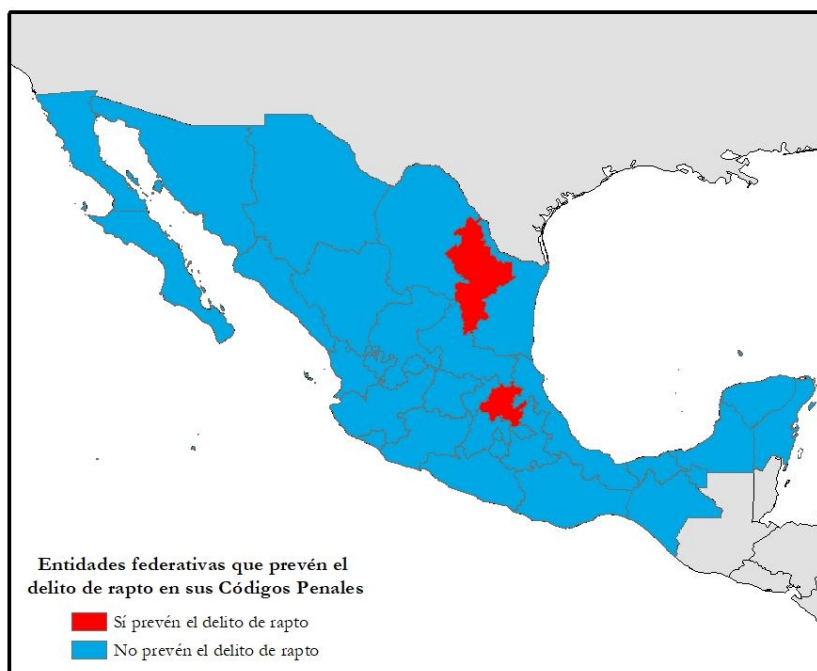 Entidades federativas que prevén el
delito de rapto en sus Códigos Penales
Sí prevén el delito de rapto
No prevén el delito de rapto